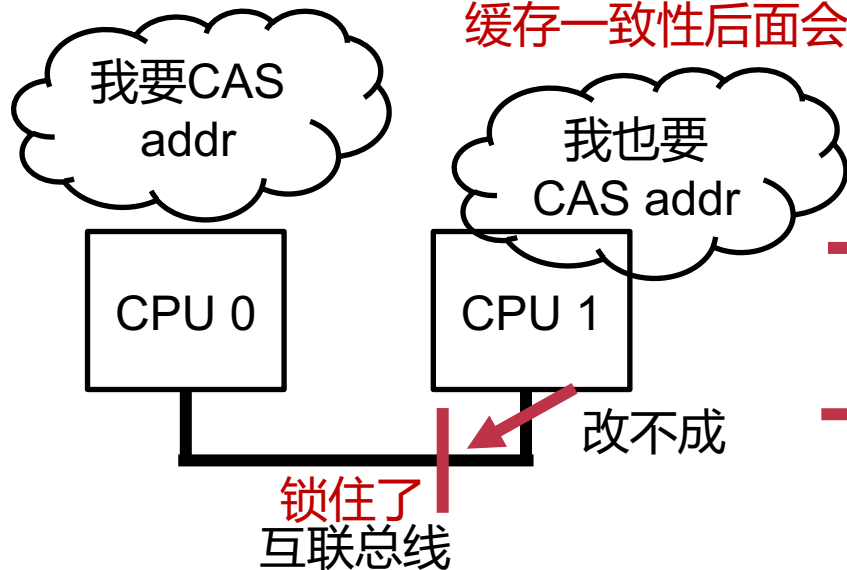 缓存一致性后面会
我要CAS
addr
我也要
CAS addr
CPU 0
CPU 1
改不成
锁住了
互联总线